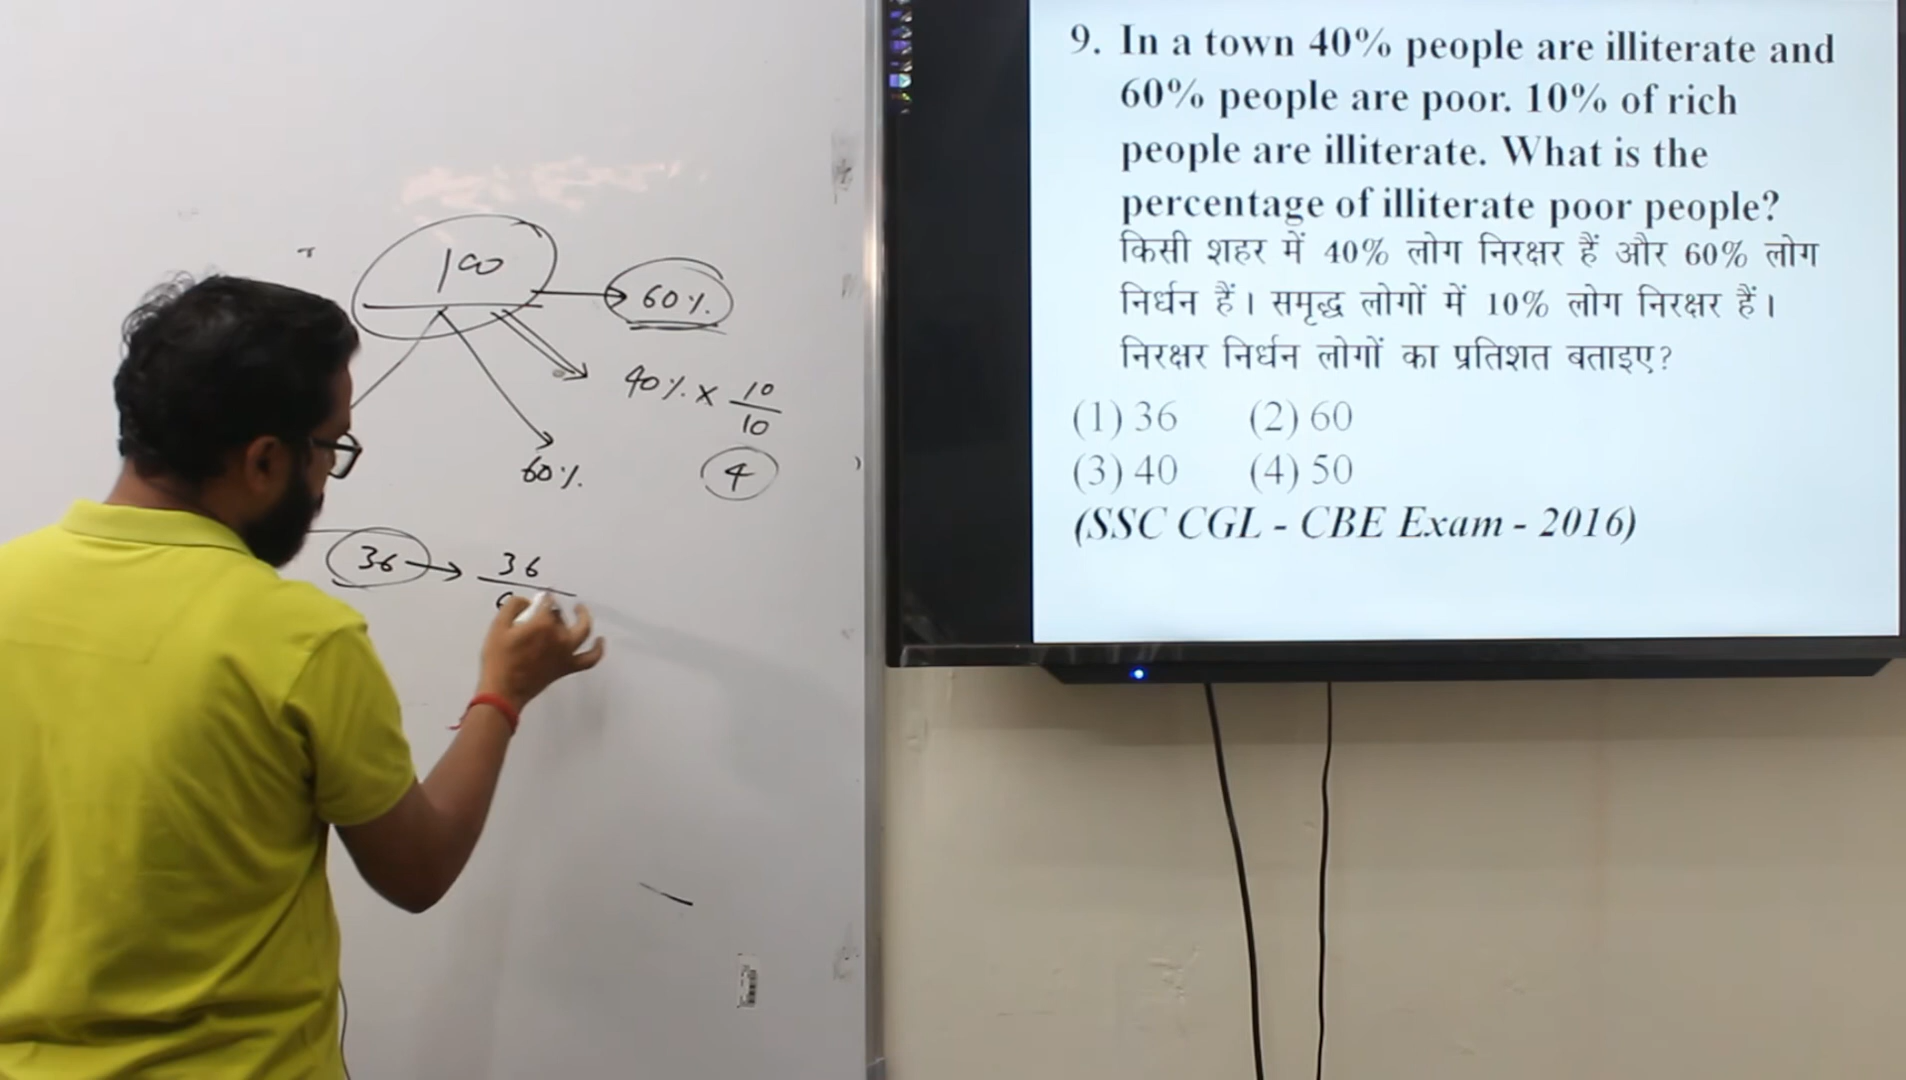 100
60%.
40%. x 10/10
60%.
4
36 → 36
9. In a town 40% people are illiterate and
60% people are poor. 10% of rich
people are illiterate. What is the
percentage of illiterate poor people?
किसी शहर में 40% लोग निरक्षर हैं और 60% लोग
निर्धन हैं। समृद्ध लोगों में 10% लोग निरक्षर हैं।
निरक्षर निर्धन लोगों का प्रतिशत बताइए?
(1) 36 (2) 60
(3) 40 (4) 50
(SSC CGL - CBE Exam - 2016)